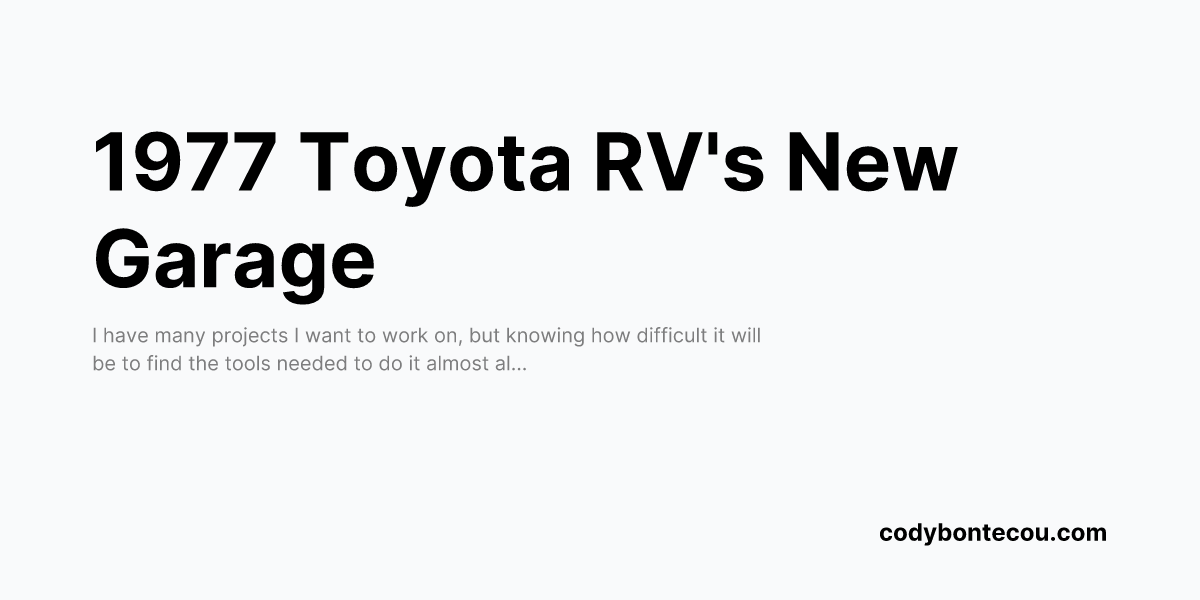 1977 Toyota RV's New
Garage
I have many projects I want to work on, but knowing how difficult it will
be to find the tools needed to do it almost al...
codybontecou.com